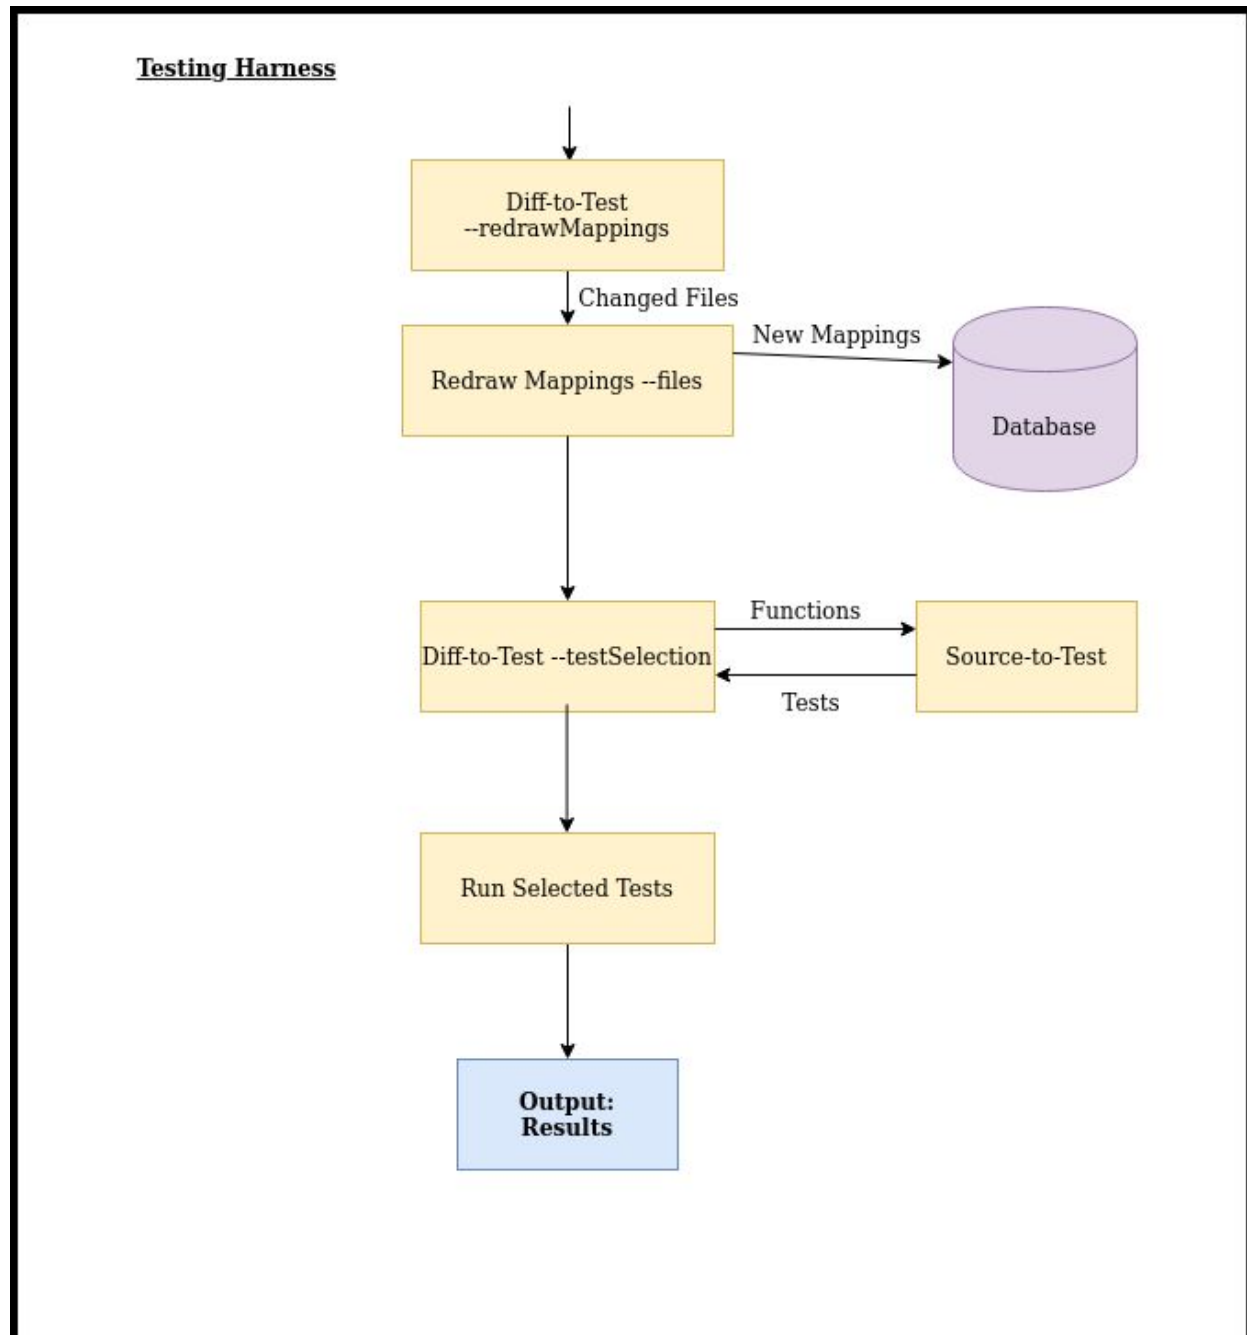 Testing Harness
Diff-to-Test
--redrawMappings
Changed Files
New Mappings
Redraw Mappings --files
Database
Functions
Diff-to-Test --testSelection
Source-to-Test
Tests
Run Selected Tests
Output:
Results